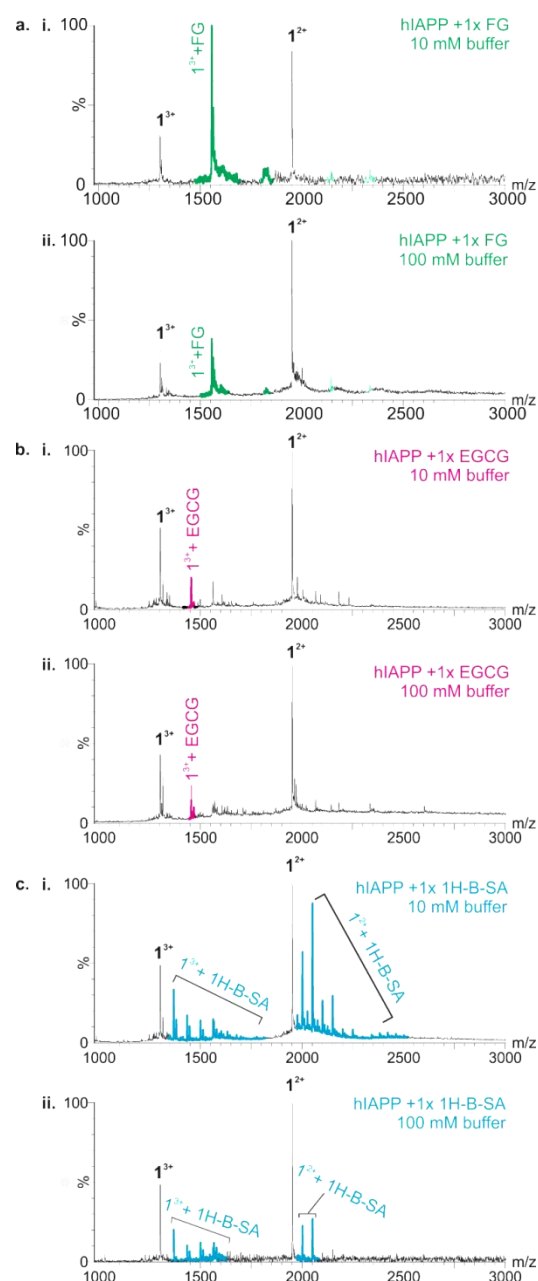 a. i.
100
%
0
1³⁺
1³⁺+FG
1²⁺
hIAPP +1x FG
10 mM buffer
1000 1500 2000 2500 3000 m/z
ii.
100
%
0
1³⁺
1³⁺+FG
1²⁺
hIAPP +1x FG
100 mM buffer
1000 1500 2000 2500 3000 m/z
b. i.
100
%
0
1³⁺
1³⁺+ EGCG
1²⁺
hIAPP +1x EGCG
10 mM buffer
1000 1500 2000 2500 3000 m/z
ii.
100
%
0
1³⁺
1³⁺+ EGCG
1²⁺
hIAPP +1x EGCG
100 mM buffer
1000 1500 2000 2500 3000 m/z
c. i.
100
%
0
1³⁺
1³⁺+ 1H-B-SA
1²⁺
hIAPP +1x 1H-B-SA
10 mM buffer
1²⁺ + 1H-B-SA
1000 1500 2000 2500 3000 m/z
ii.
100
%
0
1³⁺
1³⁺+ 1H-B-SA
1²⁺
hIAPP +1x 1H-B-SA
100 mM buffer
1²⁺ + 1H-B-SA
1000 1500 2000 2500 3000 m/z